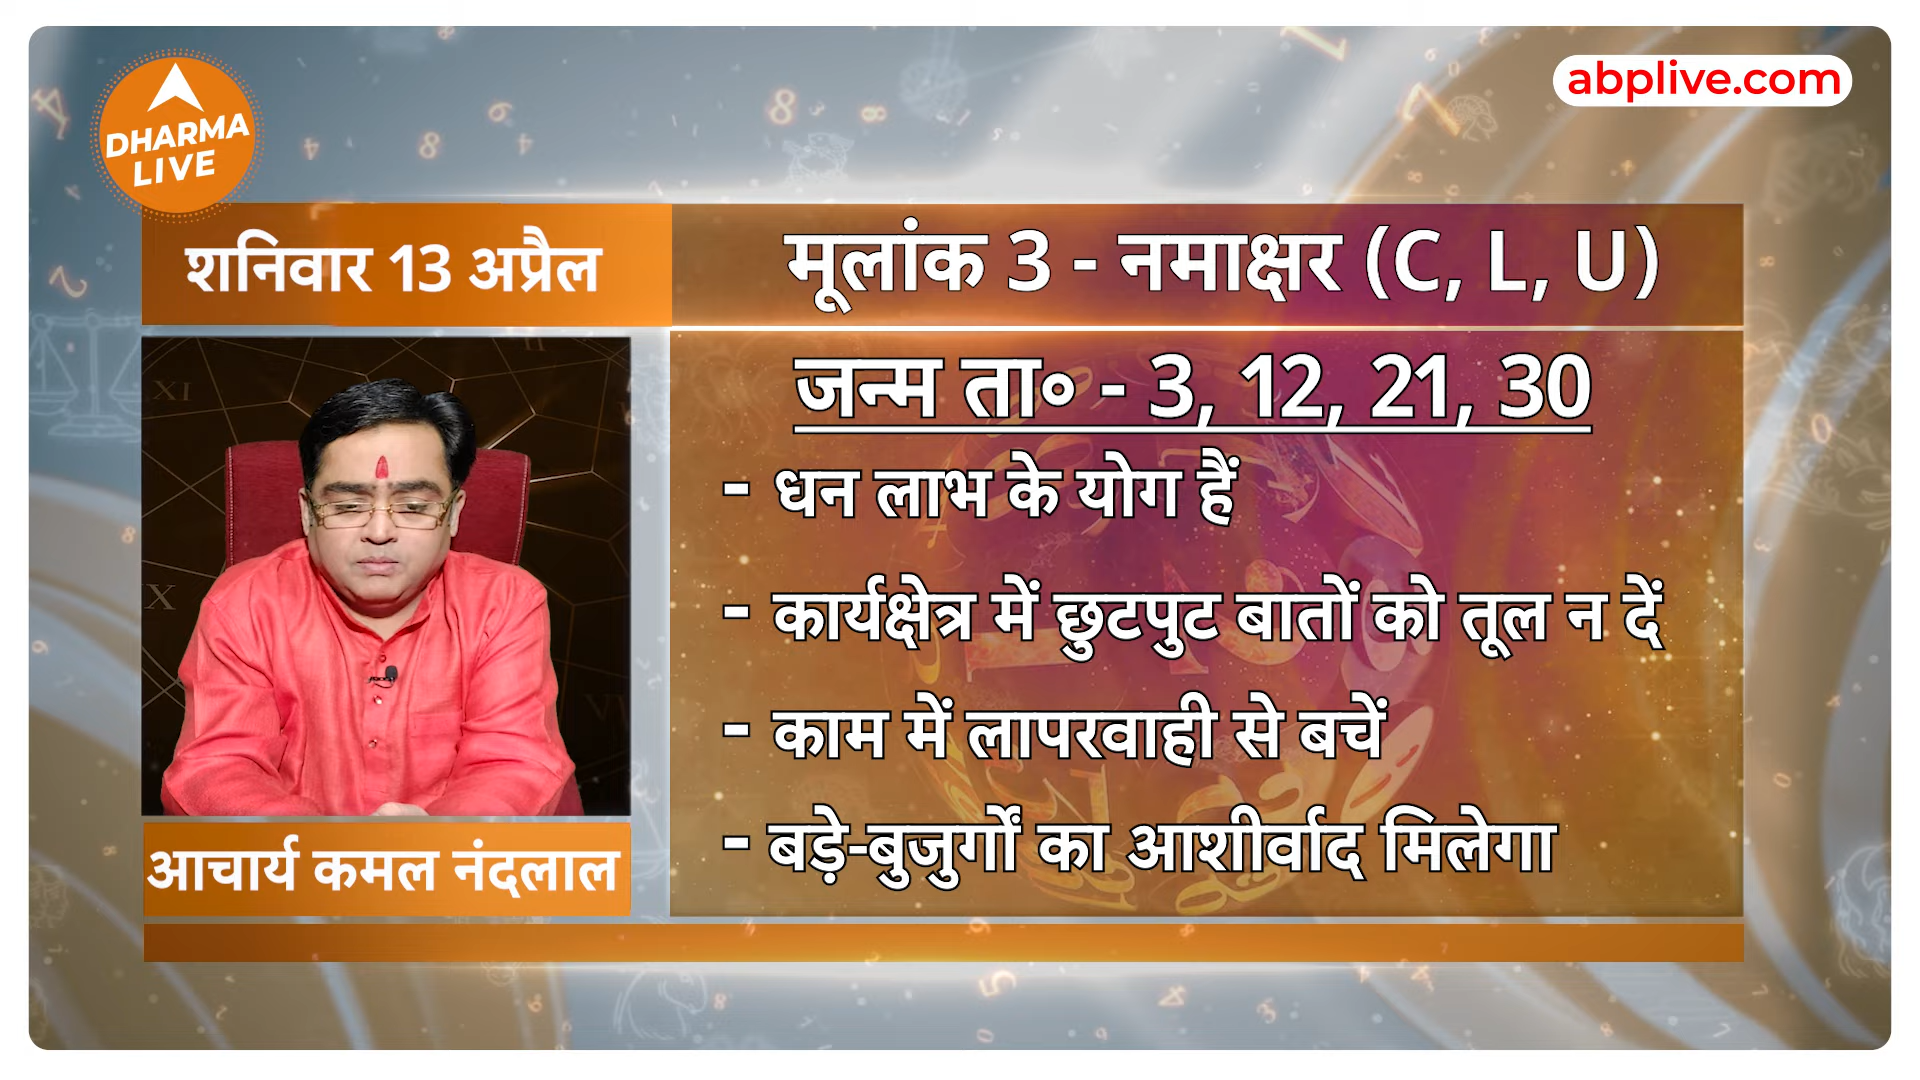 DHARMA
LIVE
abplive.com
शनिवार 13 अप्रैल
मूलांक 3 - नमाक्षर (C, L, U)
जन्म ता० - 3, 12, 21, 30
- धन लाभ के योग हैं
- कार्यक्षेत्र में छुटपुट बातों को तूल न दें
- काम में लापरवाही से बचें
- बड़े-बुजुर्गों का आशीर्वाद मिलेगा
आचार्य कमल नंदलाल